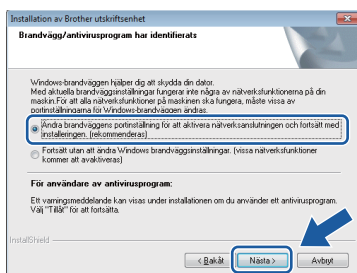 Installation av Brother utskriftsenhet
Brandvägg/antivirusprogram har identifierats
Windows-brandväggen hjälper dig att skydda din dator.
Med aktuella brandväggsinställningar fungerar inte några av nätverksfunktionerna på din
maskin.För att alla nätverksfunktioner på maskinen ska fungera, måste vissa av
portinställningarna för Windows-brandväggen ändras.
Ändra brandväggens portinställning för att aktivera nätverksanslutningen och fortsätt med
installeringen. (rekommenderas)
Fortsätt utan att ändra Windows brandväggsinställningar. (vissa nätverksfunktioner
kommer att avaktiveras)
För användare av antivirusprogram:
Ett varningsmeddelande kan visas under installationen om du använder ett antivirusprogram.
Välj "Tillåt" för att fortsätta.
InstallShield
< Bakåt
Nästa >
Avbryt